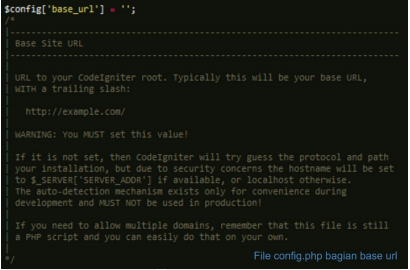 $config['base_url'] = '';
/*
|--------------------------------------------------------------------------
| Base Site URL
|--------------------------------------------------------------------------
|
| URL to your CodeIgniter root. Typically this will be your base URL,
| WITH a trailing slash:
|
| http://example.com/
|
| WARNING: You MUST set this value!
|
| If it is not set, then CodeIgniter will try guess the protocol and path
| your installation, but due to security concerns the hostname will be set
| to $_SERVER['SERVER_ADDR'] if available, or localhost otherwise.
| The auto-detection mechanism exists only for convenience during
| development and MUST NOT be used in production!
|
| If you need to allow multiple domains, remember that this file is still
| a PHP script and you can easily do that on your own.
|
*/
File config.php bagian base url